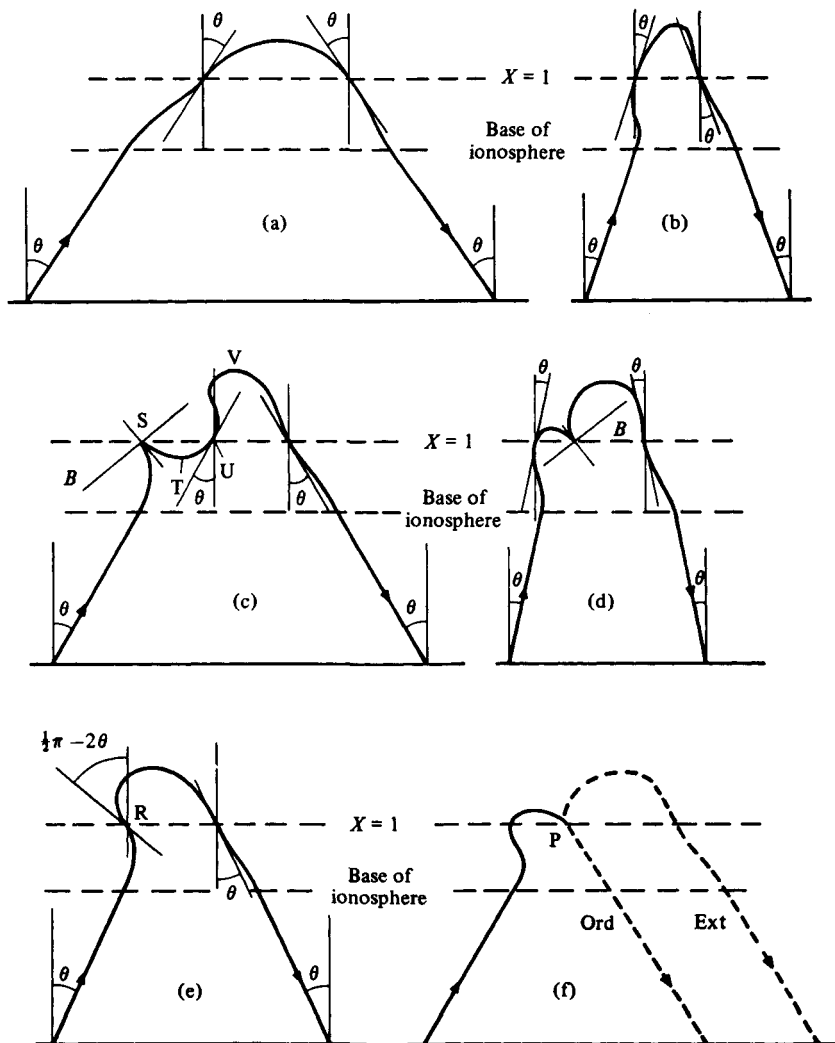 θ θ θ
X = 1
Base of
ionosphere
θ
θ θ (a) θ (b) θ
V
θ θ
S
B X = 1 B
T U
θ θ
Base of
ionosphere
θ (c) θ θ (d) θ
½π − 2θ
R X = 1 P
Base of
ionosphere
θ
Ord Ext
θ (e) θ (f)